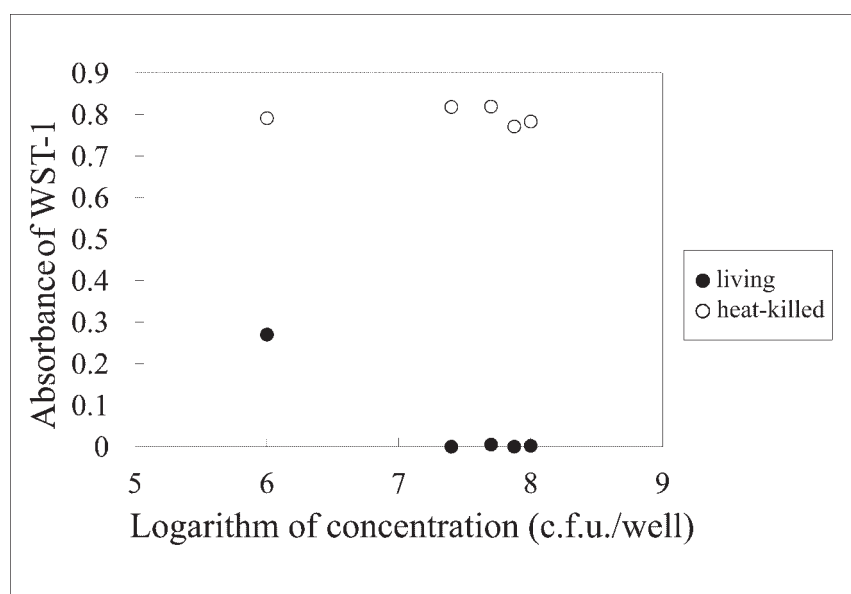 0.9
0.8
0.7
0.6
0.5
0.4
0.3
0.2
0.1
0
Absorbance of WST-1
5 6 7 8 9
Logarithm of concentration (c.f.u./well)
living
heat-killed